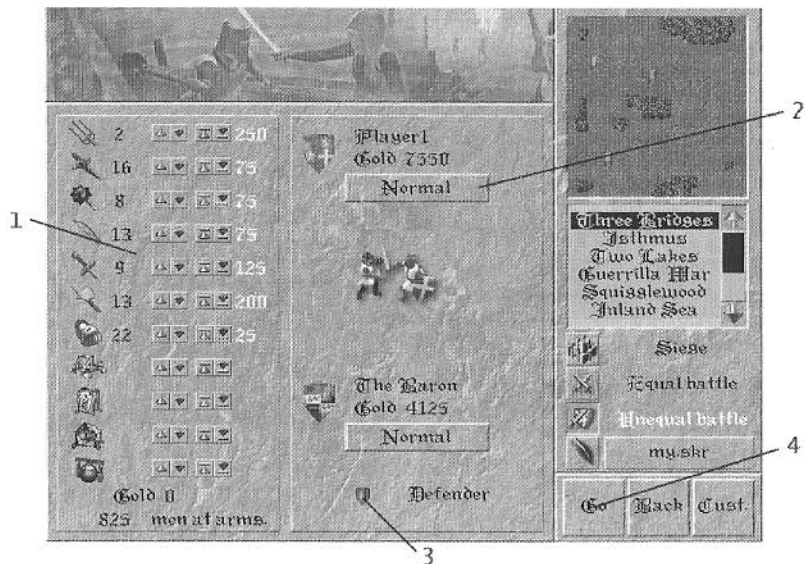 2 250
16 75
8 75
13 75
9 125
13 200
22 25
Gold 0
825 men at arms.
Player1
Gold 7550
Normal
The Baron
Gold 4125
Normal
Defender
Three Bridges
Isthmus
Two Lakes
Guerrilla War
Squigglewood
Inland Sea
Siege
Equal battle
Unequal battle
my.skr
Go Back Cust.
1
2
3
4